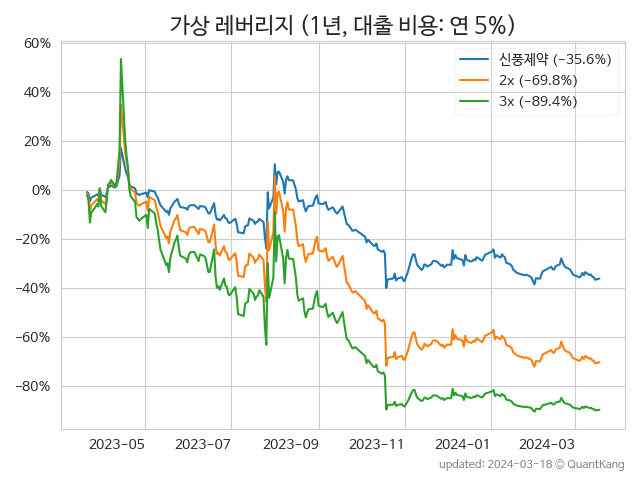 가상 레버리지 (1년, 대출 비용: 연 5%)
60%
40%
20%
0%
−20%
−40%
−60%
−80%
신풍제약 (−35.6%)
2x (−69.8%)
3x (−89.4%)
2023-05
2023-07
2023-09
2023-11
2024-01
2024-03
updated: 2024-03-18 © QuantKang